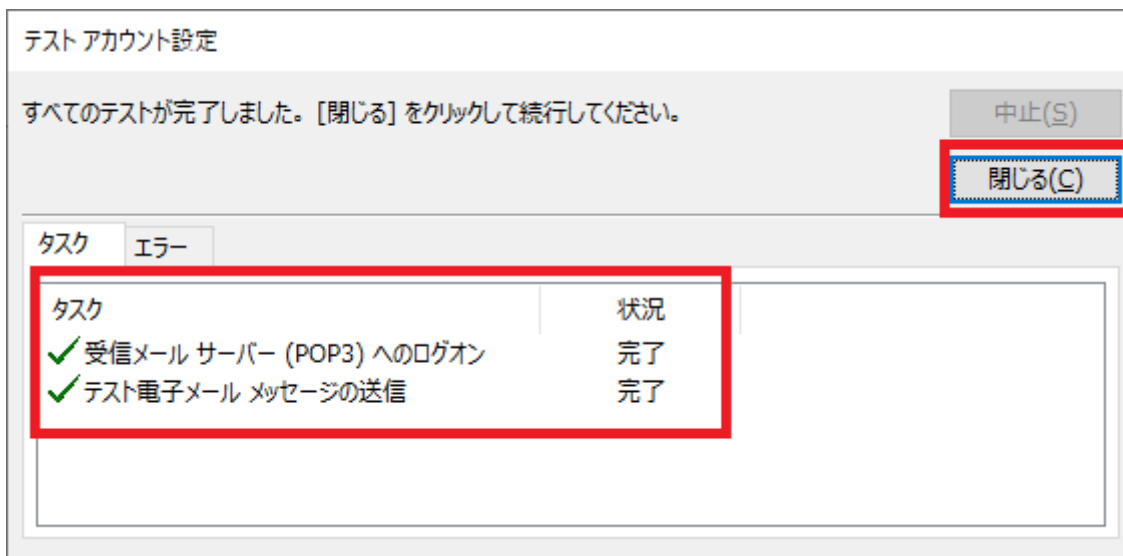 テスト アカウント設定
すべてのテストが完了しました。[閉じる] をクリックして続行してください。
中止(S)
閉じる(C)
タスク エラー
タスク 状況
受信メール サーバー (POP3) へのログオン 完了
テスト電子メール メッセージの送信 完了